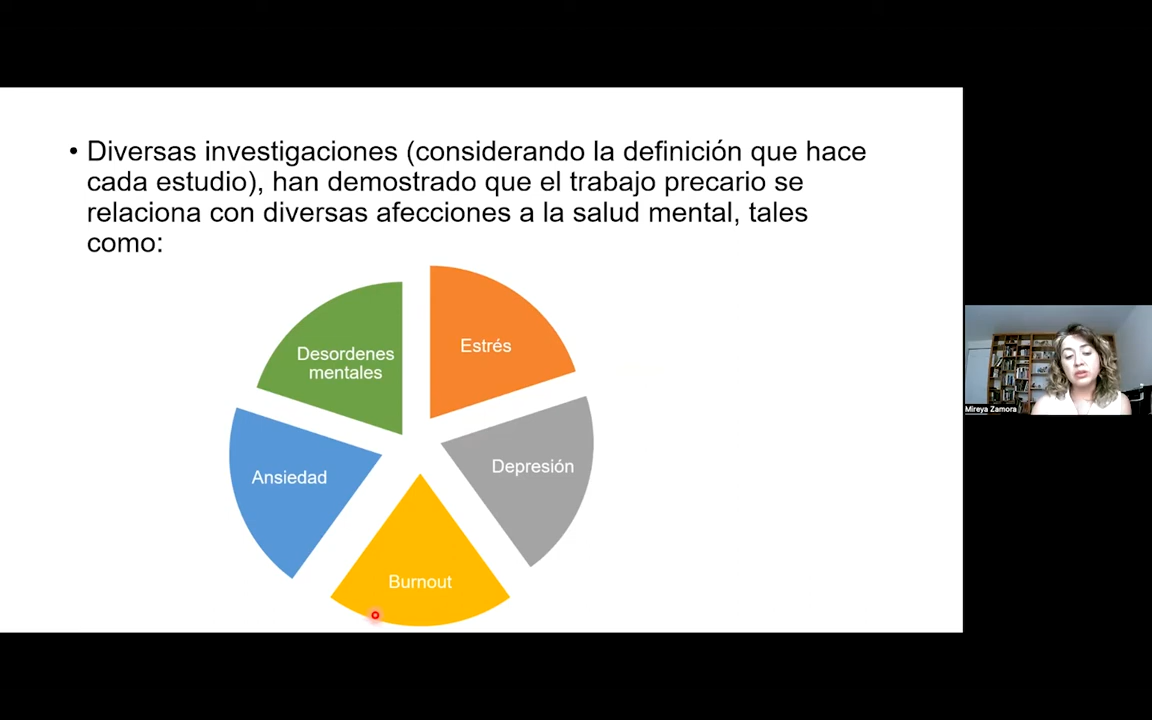 • Diversas investigaciones (considerando la definición que hace
cada estudio), han demostrado que el trabajo precario se
relaciona con diversas afecciones a la salud mental, tales
como:
Estrés
Desordenes
mentales
Depresión
Ansiedad
Burnout
Mireya Zamora